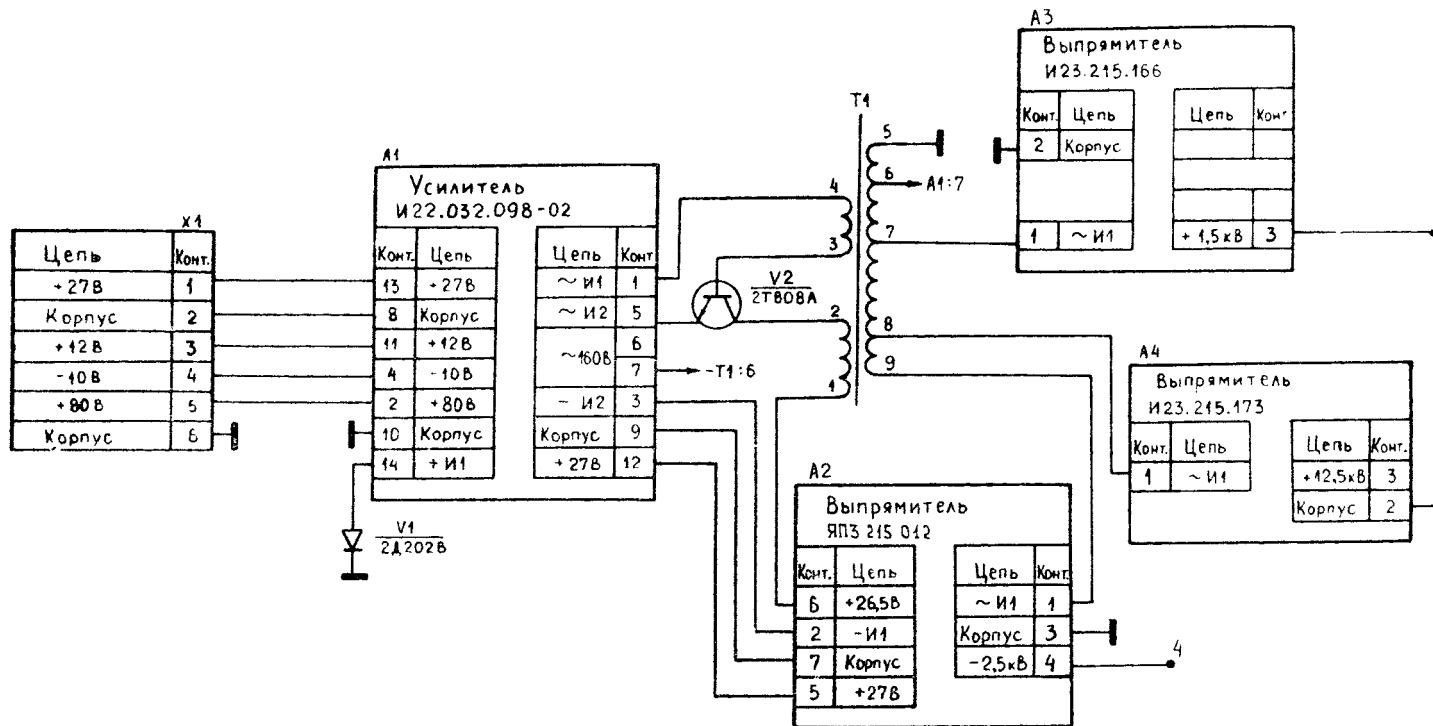 A3
Выпрямитель
И23.215.166
Конт. Цепь
2 Корпус
1 ~И1
Цепь Конт
+1,5кВ 3
T1
5
6
A1:7
7
8
9
4
3
2
1
A1
Усилитель
И22.032.098-02
Конт. Цепь
13 +27В
8 Корпус
11 +12В
4 -10В
2 +80В
10 Корпус
14 +И1
Цепь Конт
~И1 1
~И2 5
~160В 6
7
-И2 3
Корпус 9
+27В 12
-T1:6
X1
Цепь Конт.
+27В 1
Корпус 2
+12В 3
-10В 4
+80В 5
Корпус 6
V2
2Т808А
V1
2Д202В
A4
Выпрямитель
И23.215.173
Конт. Цепь
1 ~И1
Цепь Конт.
+12,5кВ 3
Корпус 2
A2
Выпрямитель
ЯП3.215.012
Конт. Цепь
6 +26,5В
2 -И1
7 Корпус
5 +27В
Цепь Конт.
~И1 1
Корпус 3
-2,5кВ 4
4